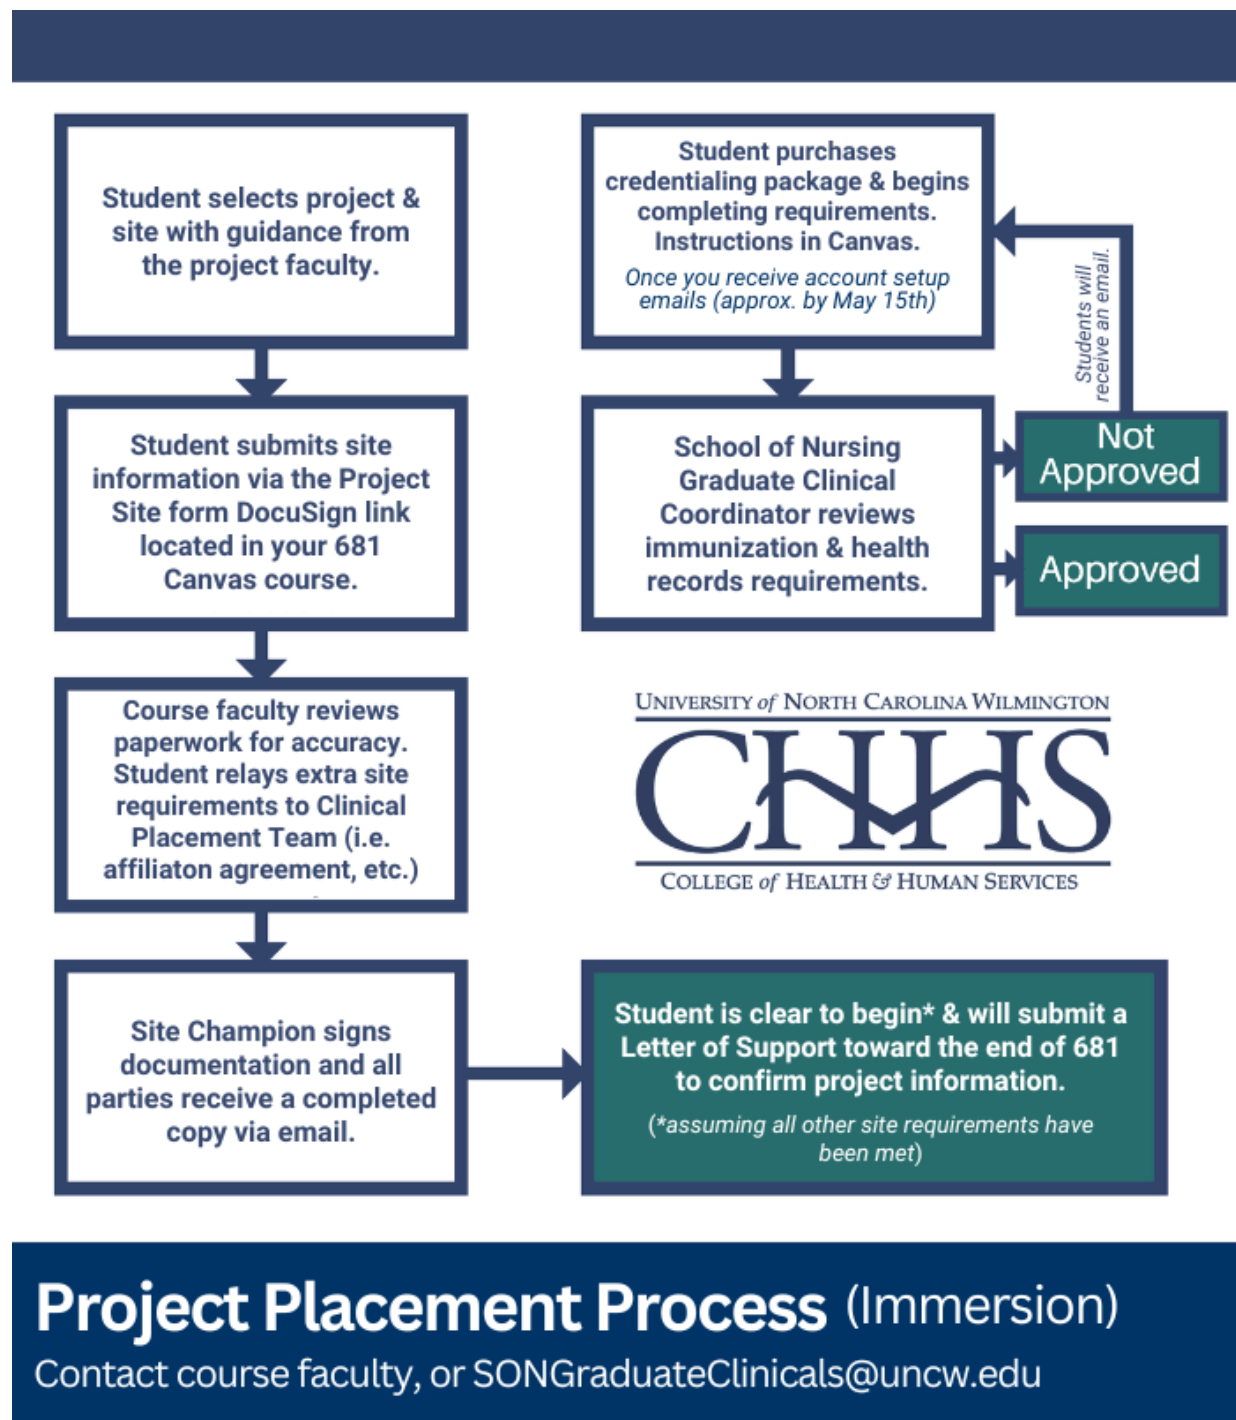 Student selects project &
site with guidance from
the project faculty.
Student submits site
information via the Project
Site form DocuSign link
located in your 681
Canvas course.
Course faculty reviews
paperwork for accuracy.
Student relays extra site
requirements to Clinical
Placement Team (i.e.
affiliaton agreement, etc.)
Site Champion signs
documentation and all
parties receive a completed
copy via email.
Student purchases
credentialing package & begins
completing requirements.
Instructions in Canvas.
Once you receive account setup
emails (approx. by May 15th)
Students will
receive an email.
School of Nursing
Graduate Clinical
Coordinator reviews
immunization & health
records requirements.
Not
Approved
Approved
UNIVERSITY of NORTH CAROLINA WILMINGTON
CHHS
COLLEGE of HEALTH & HUMAN SERVICES
Student is clear to begin* & will submit a
Letter of Support toward the end of 681
to confirm project information.
(*assuming all other site requirements have
been met)
Project Placement Process (Immersion)
Contact course faculty, or SONGraduateClinicals@uncw.edu